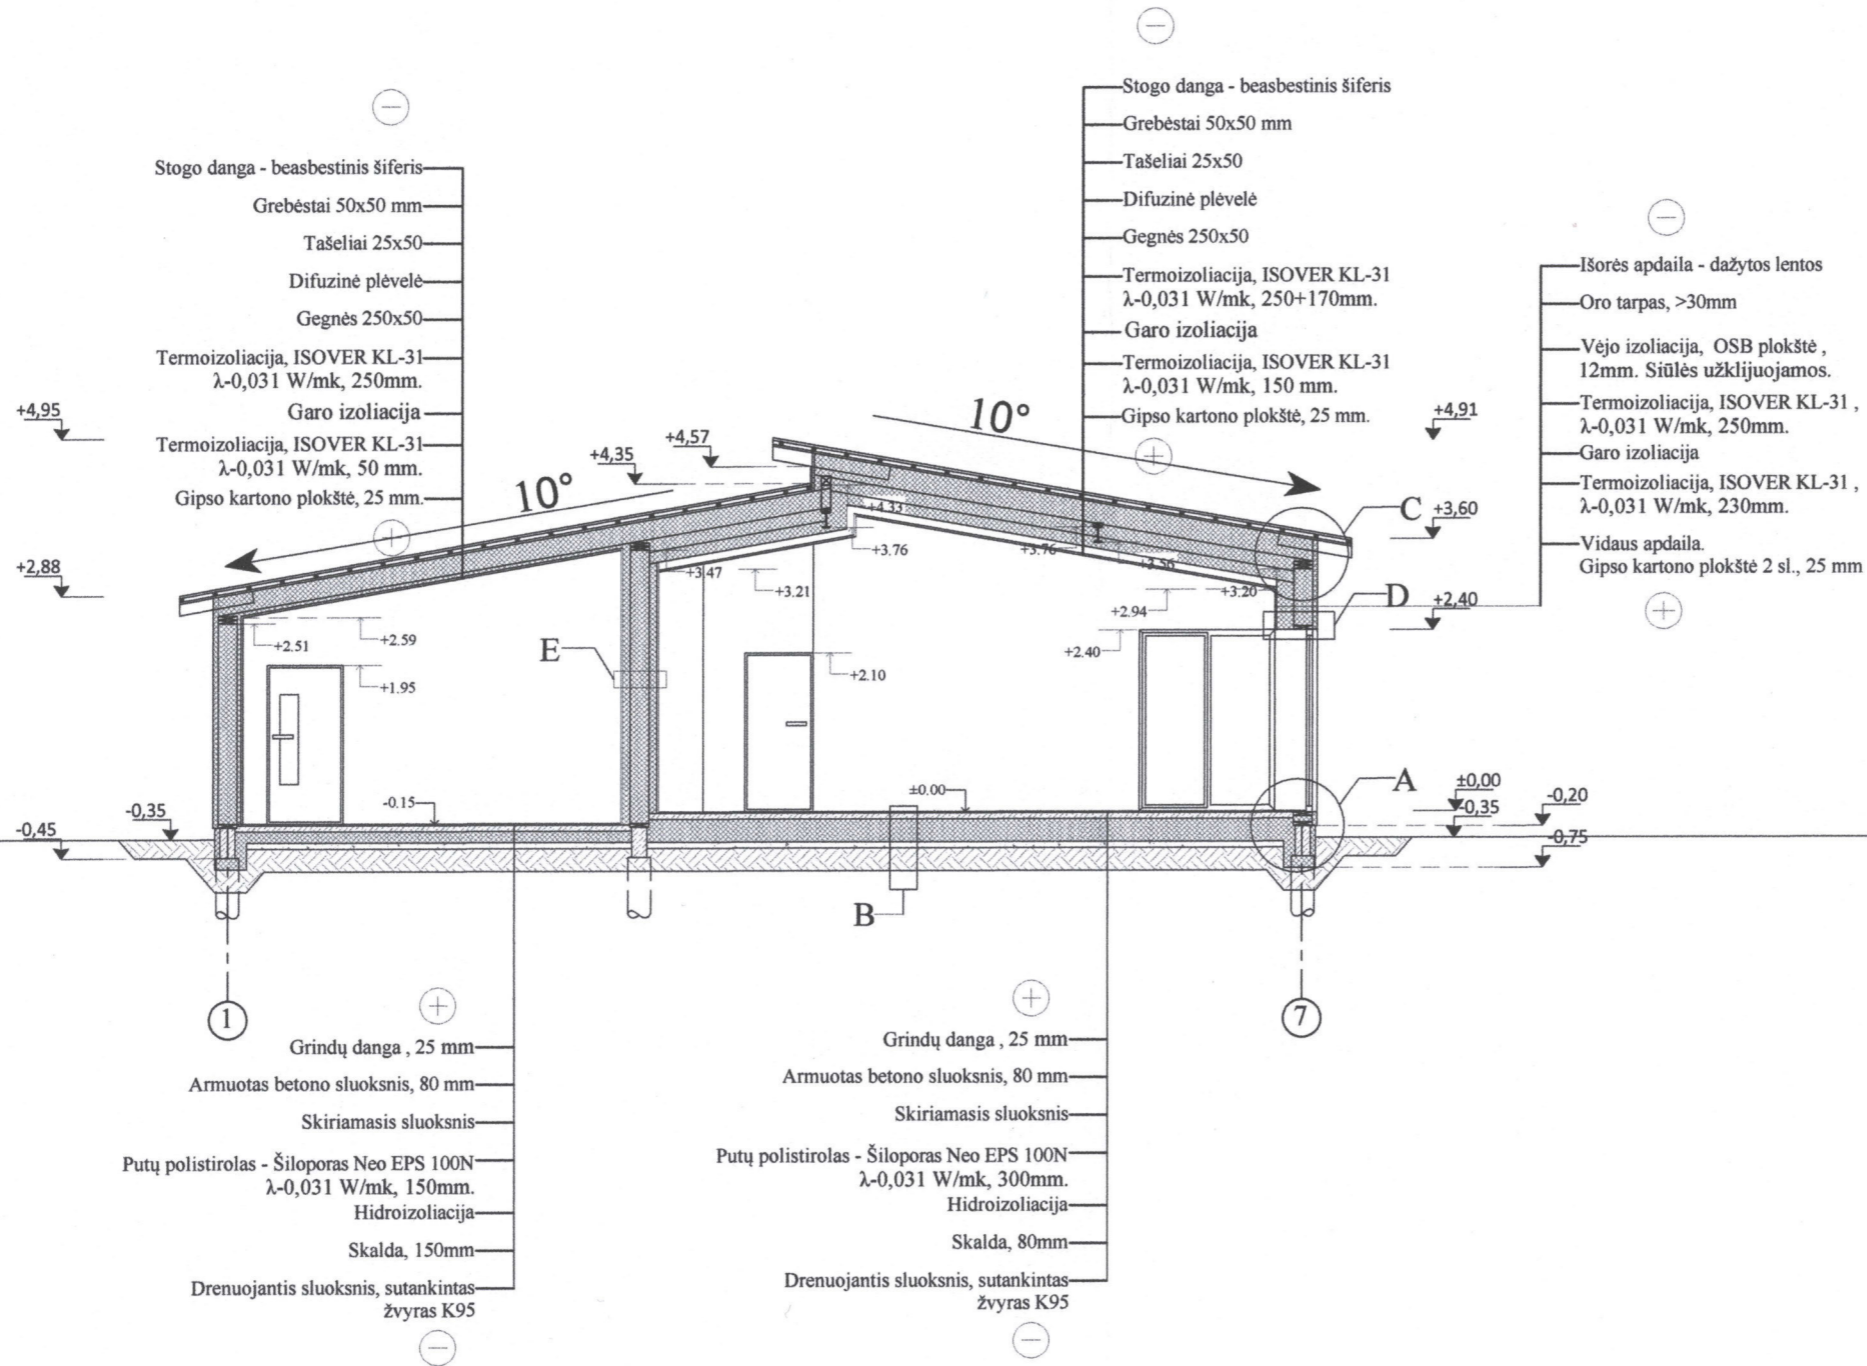 Stogo danga - beasbestinis šiferis
Grebėstai 50x50 mm
Tašeliai 25x50
Difuzinė plėvelė
Gegnės 250x50
Termoizoliacija, ISOVER KL-31
λ-0,031 W/mk, 250mm.
Garo izoliacija
Termoizoliacija, ISOVER KL-31
λ-0,031 W/mk, 50 mm.
Gipso kartono plokštė, 25 mm.
Stogo danga - beasbestinis šiferis
Grebėstai 50x50 mm
Tašeliai 25x50
Difuzinė plėvelė
Gegnės 250x50
Termoizoliacija, ISOVER KL-31
λ-0,031 W/mk, 250+170mm.
Garo izoliacija
Termoizoliacija, ISOVER KL-31
λ-0,031 W/mk, 150 mm.
Gipso kartono plokštė, 25 mm.
Išorės apdaila - dažytos lentos
Oro tarpas, >30mm
Vėjo izoliacija, OSB plokštė ,
12mm. Siūlės užklijuojamos.
Termoizoliacija, ISOVER KL-31 ,
λ-0,031 W/mk, 250mm.
Garo izoliacija
Termoizoliacija, ISOVER KL-31 ,
λ-0,031 W/mk, 230mm.
Vidaus apdaila.
Gipso kartono plokštė 2 sl., 25 mm
+4,95
+2,88
10°
+4,35
+4,57
10°
+4,91
C
+3,60
D
+2,40
+4.33
+3.76
+3.76
+3.56
+3.47
+3.21
+3.20
+2.94
+2.51
+2.59
+2.40
+1.95
E
+2.10
-0.15
±0.00
A
±0,00
-0,35
-0,20
-0,75
-0,35
-0,45
B
1
7
Grindų danga , 25 mm
Armuotas betono sluoksnis, 80 mm
Skiriamasis sluoksnis
Putų polistirolas - Šiloporas Neo EPS 100N
λ-0,031 W/mk, 150mm.
Hidroizoliacija
Skalda, 150mm
Drenuojantis sluoksnis, sutankintas
žvyras K95
Grindų danga , 25 mm
Armuotas betono sluoksnis, 80 mm
Skiriamasis sluoksnis
Putų polistirolas - Šiloporas Neo EPS 100N
λ-0,031 W/mk, 300mm.
Hidroizoliacija
Skalda, 80mm
Drenuojantis sluoksnis, sutankintas
žvyras K95